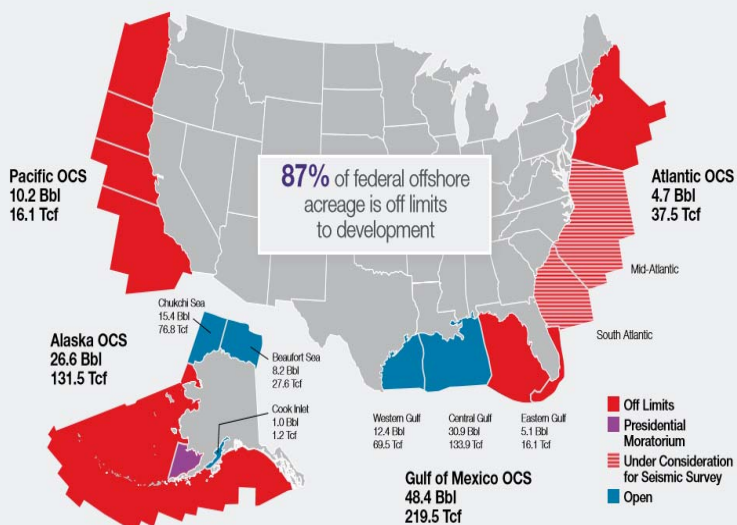 87% of federal offshore
acreage is off limits
to development
Pacific OCS
10.2 Bbl
16.1 Tcf
Atlantic OCS
4.7 Bbl
37.5 Tcf
Mid-Atlantic
South Atlantic
Chukchi Sea
15.4 Bbl
76.8 Tcf
Alaska OCS
26.6 Bbl
131.5 Tcf
Beaufort Sea
8.2 Bbl
27.6 Tcf
Cook Inlet
1.0 Bbl
1.2 Tcf
Western Gulf
12.4 Bbl
69.5 Tcf
Central Gulf
30.9 Bbl
133.9 Tcf
Eastern Gulf
5.1 Bbl
16.1 Tcf
Gulf of Mexico OCS
48.4 Bbl
219.5 Tcf
Off Limits
Presidential
Moratorium
Under Consideration
for Seismic Survey
Open